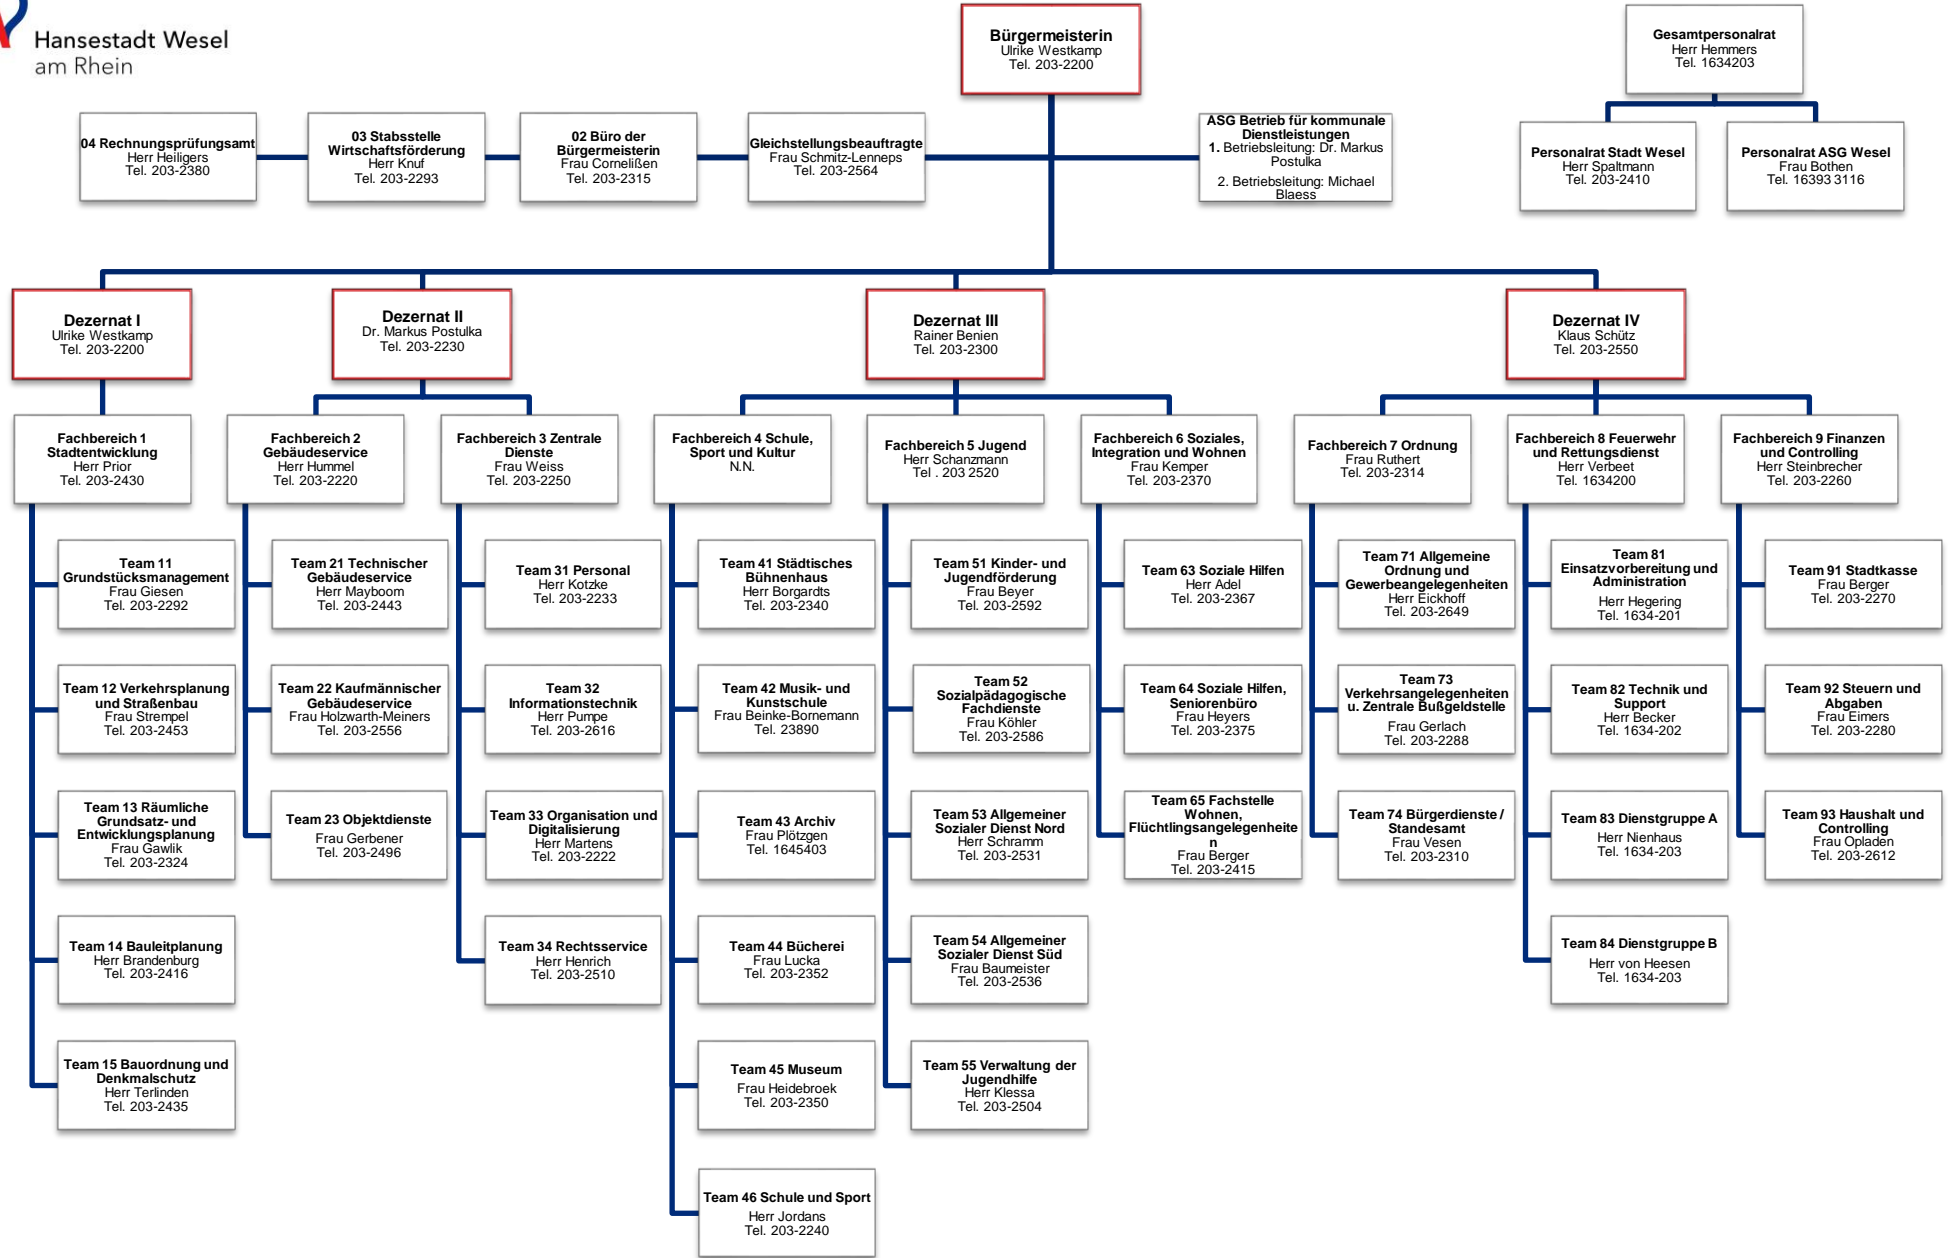 Hansestadt Wesel
am Rhein
Bürgermeisterin
Ulrike Westkamp
Tel. 203-2200
Gesamtpersonalrat
Herr Hemmers
Tel. 1634203
04 Rechnungsprüfungsamt
Herr Heiligers
Tel. 203-2380
03 Stabsstelle
Wirtschaftsförderung
Herr Knuf
Tel. 203-2293
02 Büro der
Bürgermeisterin
Frau Cornelißen
Tel. 203-2315
Gleichstellungsbeauftragte
Frau Schmitz-Lenneps
Tel. 203-2564
ASG Betrieb für kommunale
Dienstleistungen
1. Betriebsleitung: Dr. Markus
Postulka
2. Betriebsleitung: Michael
Blaess
Personalrat Stadt Wesel
Herr Spaltmann
Tel. 203-2410
Personalrat ASG Wesel
Frau Bothen
Tel. 16393 3116
Dezernat I
Ulrike Westkamp
Tel. 203-2200
Dezernat II
Dr. Markus Postulka
Tel. 203-2230
Dezernat III
Rainer Benien
Tel. 203-2300
Dezernat IV
Klaus Schütz
Tel. 203-2550
Fachbereich 1
Stadtentwicklung
Herr Prior
Tel. 203-2430
Fachbereich 2
Gebäudeservice
Herr Hummel
Tel. 203-2220
Fachbereich 3 Zentrale
Dienste
Frau Weiss
Tel. 203-2250
Fachbereich 4 Schule,
Sport und Kultur
N.N.
Fachbereich 5 Jugend
Herr Schanzmann
Tel . 203 2520
Fachbereich 6 Soziales,
Integration und Wohnen
Frau Kemper
Tel. 203-2370
Fachbereich 7 Ordnung
Frau Ruthert
Tel. 203-2314
Fachbereich 8 Feuerwehr
und Rettungsdienst
Herr Verbeet
Tel. 1634200
Fachbereich 9 Finanzen
und Controlling
Herr Steinbrecher
Tel. 203-2260
Team 11
Grundstücksmanagement
Frau Giesen
Tel. 203-2292
Team 21 Technischer
Gebäudeservice
Herr Mayboom
Tel. 203-2443
Team 31 Personal
Herr Kotzke
Tel. 203-2233
Team 41 Städtisches
Bühnenhaus
Herr Borgardts
Tel. 203-2340
Team 51 Kinder- und
Jugendförderung
Frau Beyer
Tel. 203-2592
Team 63 Soziale Hilfen
Herr Adel
Tel. 203-2367
Team 71 Allgemeine
Ordnung und
Gewerbeangelegenheiten
Herr Eickhoff
Tel. 203-2649
Team 81
Einsatzvorbereitung und
Administration
Herr Hegering
Tel. 1634-201
Team 91 Stadtkasse
Frau Berger
Tel. 203-2270
Team 12 Verkehrsplanung
und Straßenbau
Frau Strempel
Tel. 203-2453
Team 22 Kaufmännischer
Gebäudeservice
Frau Holzwarth-Meiners
Tel. 203-2556
Team 32
Informationstechnik
Herr Pumpe
Tel. 203-2616
Team 42 Musik- und
Kunstschule
Frau Beinke-Bornemann
Tel. 23890
Team 52
Sozialpädagogische
Fachdienste
Frau Köhler
Tel. 203-2586
Team 64 Soziale Hilfen,
Seniorenbüro
Frau Heyers
Tel. 203-2375
Team 73
Verkehrsangelegenheiten
u. Zentrale Bußgeldstelle
Frau Gerlach
Tel. 203-2288
Team 82 Technik und
Support
Herr Becker
Tel. 1634-202
Team 92 Steuern und
Abgaben
Frau Eimers
Tel. 203-2280
Team 13 Räumliche
Grundsatz- und
Entwicklungsplanung
Frau Gawlik
Tel. 203-2324
Team 23 Objektdienste
Frau Gerbener
Tel. 203-2496
Team 33 Organisation und
Digitalisierung
Herr Martens
Tel. 203-2222
Team 43 Archiv
Frau Plötzgen
Tel. 1645403
Team 53 Allgemeiner
Sozialer Dienst Nord
Herr Schramm
Tel. 203-2531
Team 65 Fachstelle
Wohnen,
Flüchtlingsangelegenheite
n
Frau Berger
Tel. 203-2415
Team 74 Bürgerdienste /
Standesamt
Frau Vesen
Tel. 203-2310
Team 83 Dienstgruppe A
Herr Nienhaus
Tel. 1634-203
Team 93 Haushalt und
Controlling
Frau Opladen
Tel. 203-2612
Team 14 Bauleitplanung
Herr Brandenburg
Tel. 203-2416
Team 34 Rechtsservice
Herr Henrich
Tel. 203-2510
Team 44 Bücherei
Frau Lucka
Tel. 203-2352
Team 54 Allgemeiner
Sozialer Dienst Süd
Frau Baumeister
Tel. 203-2536
Team 84 Dienstgruppe B
Herr von Heesen
Tel. 1634-203
Team 15 Bauordnung und
Denkmalschutz
Herr Terlinden
Tel. 203-2435
Team 45 Museum
Frau Heidebroek
Tel. 203-2350
Team 55 Verwaltung der
Jugendhilfe
Herr Klessa
Tel. 203-2504
Team 46 Schule und Sport
Herr Jordans
Tel. 203-2240